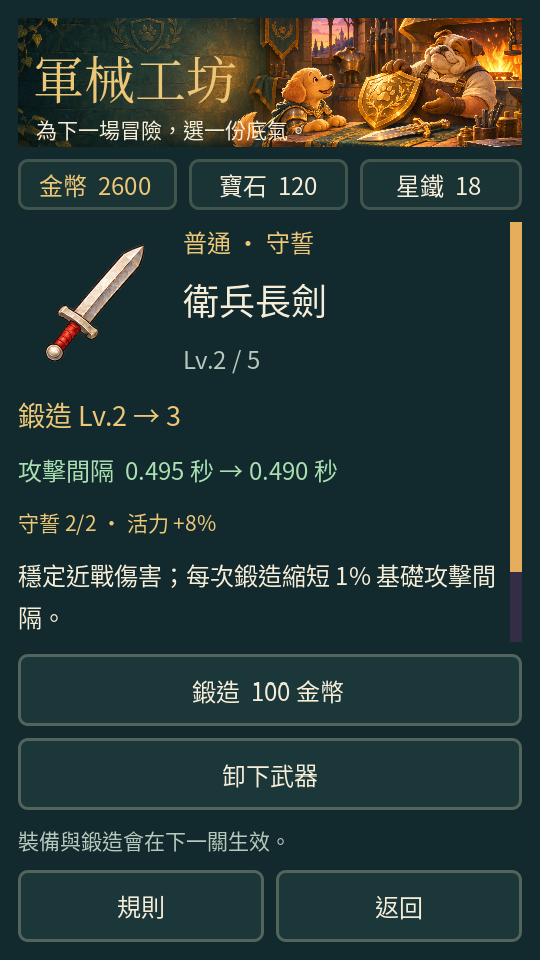 軍械工坊
為下一場冒險，選一份底氣。
金幣 2600
寶石 120
星鐵 18
普通 · 守誓
衛兵長劍
Lv.2 / 5
鍛造 Lv.2 → 3
攻擊間隔 0.495 秒 → 0.490 秒
守誓 2/2 · 活力 +8%
穩定近戰傷害；每次鍛造縮短 1% 基礎攻擊間
隔。
鍛造 100 金幣
卸下武器
裝備與鍛造會在下一關生效。
規則
返回